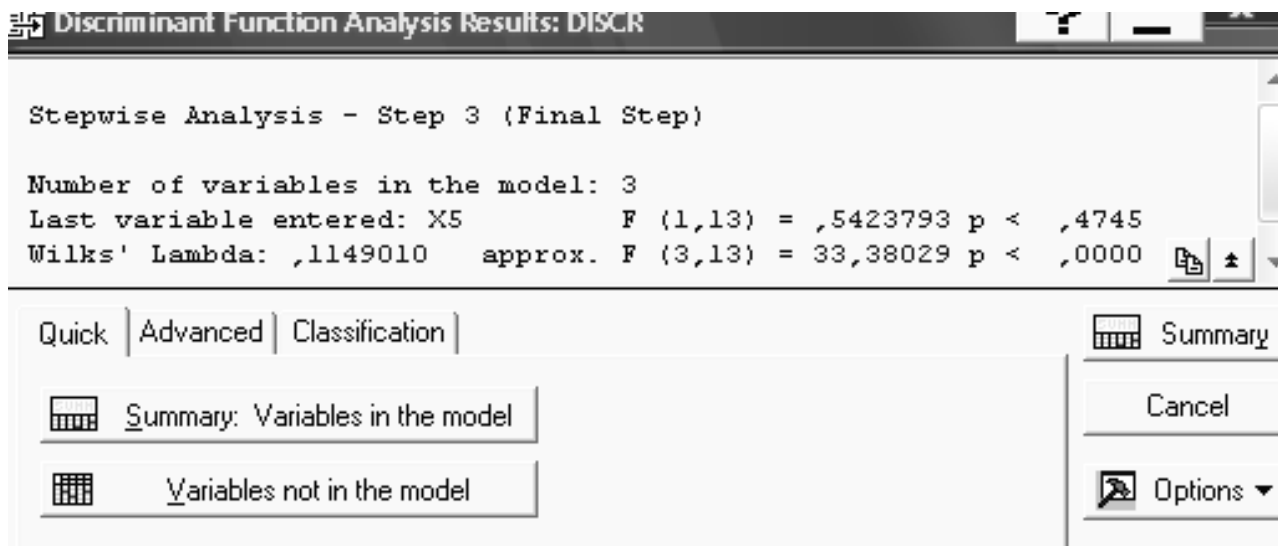 Discriminant Function Analysis Results: DISCR
Stepwise Analysis - Step 3 (Final Step)
Number of variables in the model: 3
Last variable entered: X5 F (1,13) = ,5423793 p < ,4745
Wilks' Lambda: ,1149010 approx. F (3,13) = 33,38029 p < ,0000
Quick Advanced Classification
Summary
Summary: Variables in the model
Cancel
Variables not in the model
Options